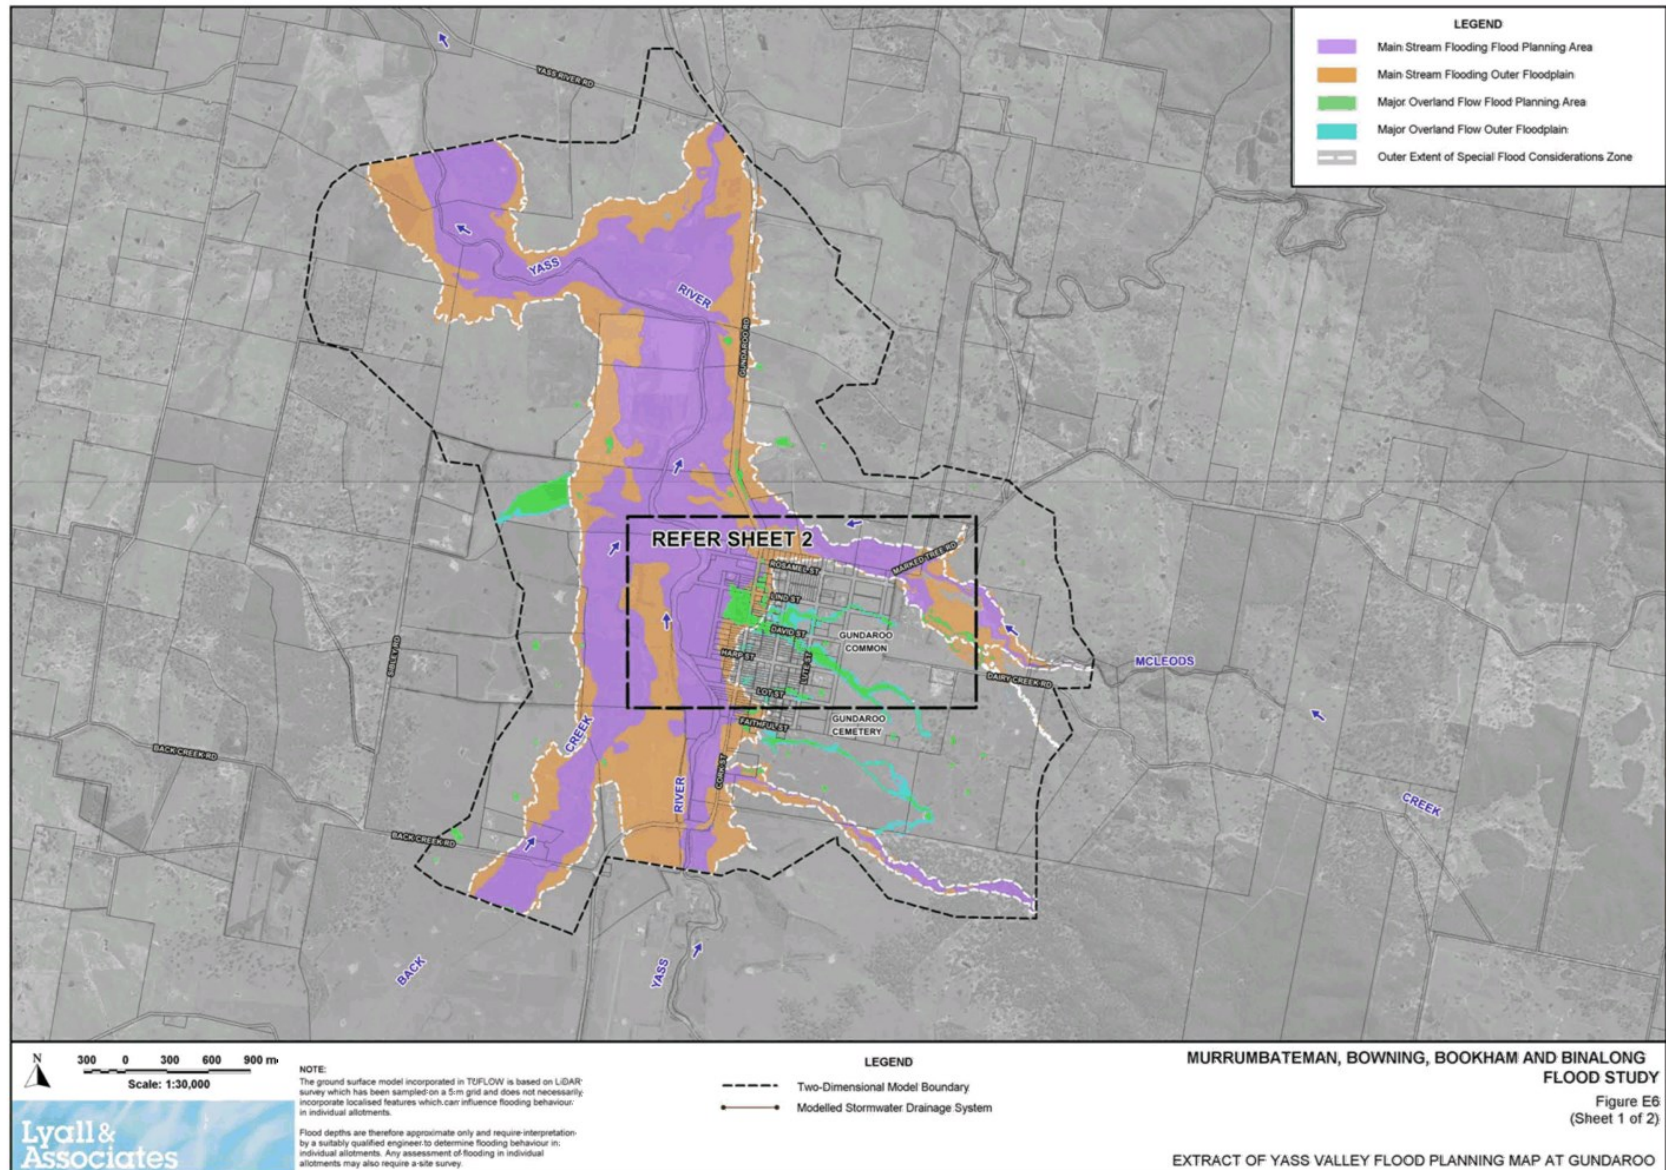 LEGEND
Main Stream Flooding Flood Planning Area
Main Stream Flooding Outer Floodplain
Major Overland Flow Flood Planning Area
Major Overland Flow Outer Floodplain
Outer Extent of Special Flood Considerations Zone
YASS RIVER RD
YASS
RIVER
GUNDAROO RD
REFER SHEET 2
ROSAMEL ST
MARKED TREE RD
LIND ST
DAVID ST
GUNDAROO
COMMON
HARP ST
LUTE ST
SIBLEY RD
MCLEODS
DAIRY CREEK RD
LOT ST
GUNDAROO
CEMETERY
FAITHFUL ST
CREEK
BACK CREEK RD
CORK ST
RIVER
CREEK
BACK CREEK RD
BACK
YASS
N
300 0 300 600 900 m
Scale: 1:30,000
Lyall &
Associates
NOTE:
The ground surface model incorporated in TUFLOW is based on LiDAR
survey which has been sampled on a 5m grid and does not necessarily
incorporate localised features which can influence flooding behaviour
in individual allotments.
Flood depths are therefore approximate only and require interpretation
by a suitably qualified engineer to determine flooding behaviour in
individual allotments. Any assessment of flooding in individual
allotments may also require a site survey.
LEGEND
Two-Dimensional Model Boundary
Modelled Stormwater Drainage System
MURRUMBATEMAN, BOWNING, BOOKHAM AND BINALONG
FLOOD STUDY
Figure E6
(Sheet 1 of 2)
EXTRACT OF YASS VALLEY FLOOD PLANNING MAP AT GUNDAROO